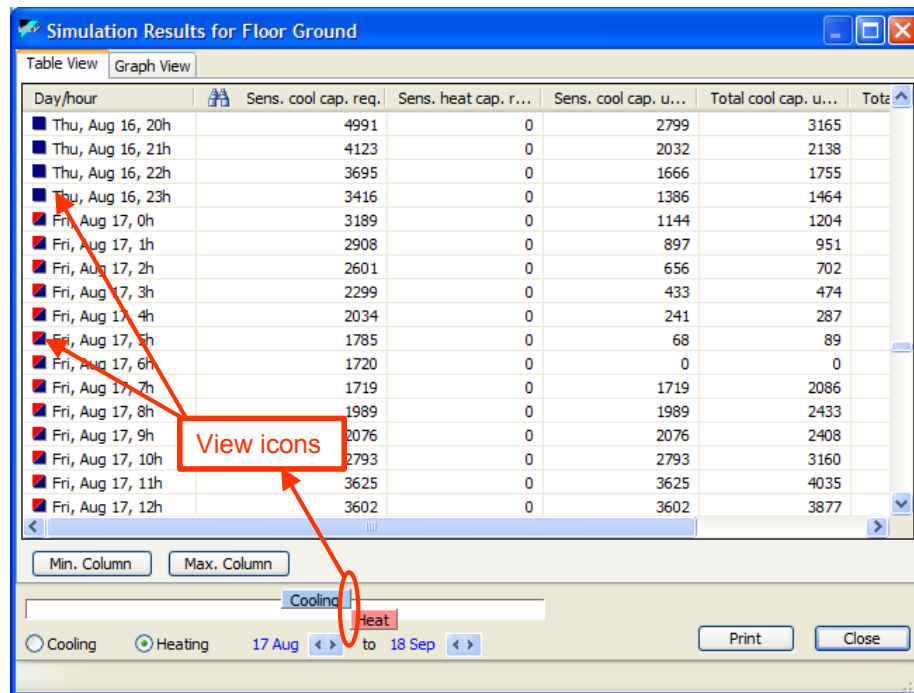 Simulation Results for Floor Ground
Table View Graph View
Day/hour Sens. cool cap. req. Sens. heat cap. r... Sens. cool cap. u... Total cool cap. u... Tota
Thu, Aug 16, 20h 4991 0 2799 3165
Thu, Aug 16, 21h 4123 0 2032 2138
Thu, Aug 16, 22h 3695 0 1666 1755
Thu, Aug 16, 23h 3416 0 1386 1464
Fri, Aug 17, 0h 3189 0 1144 1204
Fri, Aug 17, 1h 2908 0 897 951
Fri, Aug 17, 2h 2601 0 656 702
Fri, Aug 17, 3h 2299 0 433 474
Fri, Aug 17, 4h 2034 0 241 287
Fri, Aug 17, 5h 1785 0 68 89
Fri, Aug 17, 6h 1720 0 0 0
Fri, Aug 17, 7h 1719 0 1719 2086
Fri, Aug 17, 8h 1989 0 1989 2433
Fri, Aug 17, 9h 2076 0 2076 2408
View icons
Fri, Aug 17, 10h 2793 0 2793 3160
Fri, Aug 17, 11h 3625 0 3625 4035
Fri, Aug 17, 12h 3602 0 3602 3877
Min. Column Max. Column
Cooling
Heat
Cooling Heating 17 Aug to 18 Sep Print Close